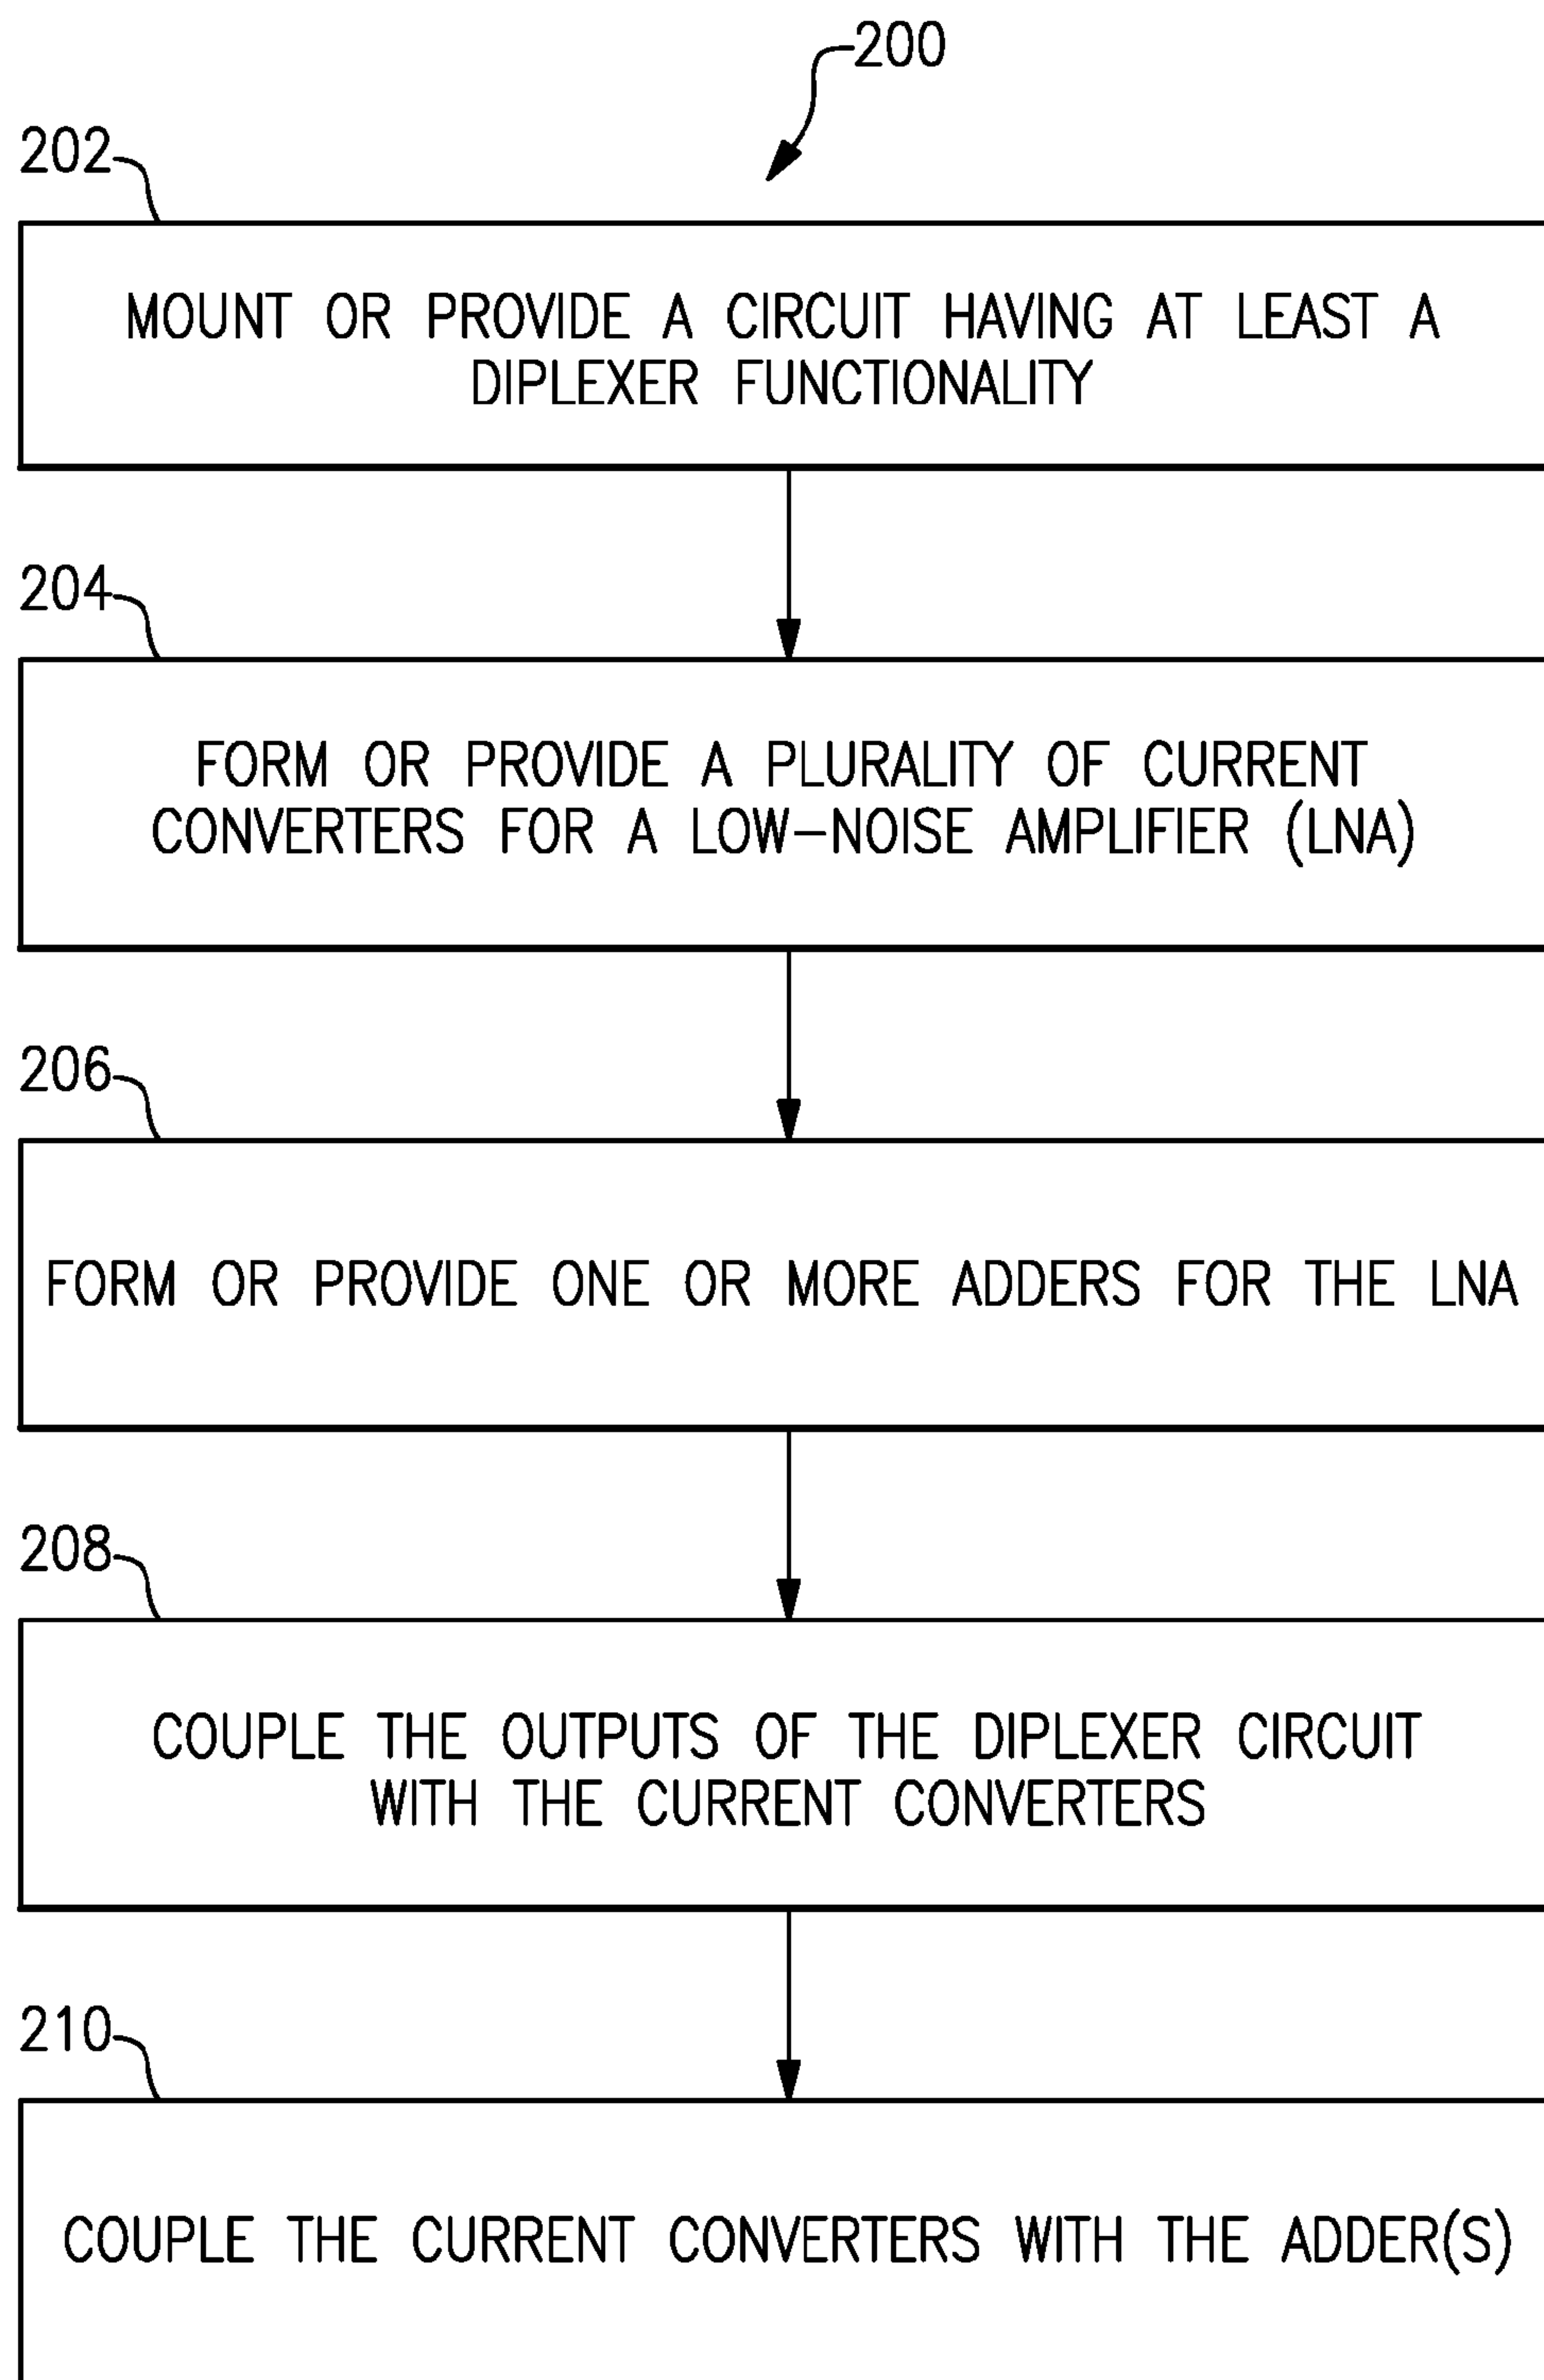 200
202
MOUNT OR PROVIDE A CIRCUIT HAVING AT LEAST A
DIPLEXER FUNCTIONALITY
204
FORM OR PROVIDE A PLURALITY OF CURRENT
CONVERTERS FOR A LOW-NOISE AMPLIFIER (LNA)
206
FORM OR PROVIDE ONE OR MORE ADDERS FOR THE LNA
208
COUPLE THE OUTPUTS OF THE DIPLEXER CIRCUIT
WITH THE CURRENT CONVERTERS
210
COUPLE THE CURRENT CONVERTERS WITH THE ADDER(S)